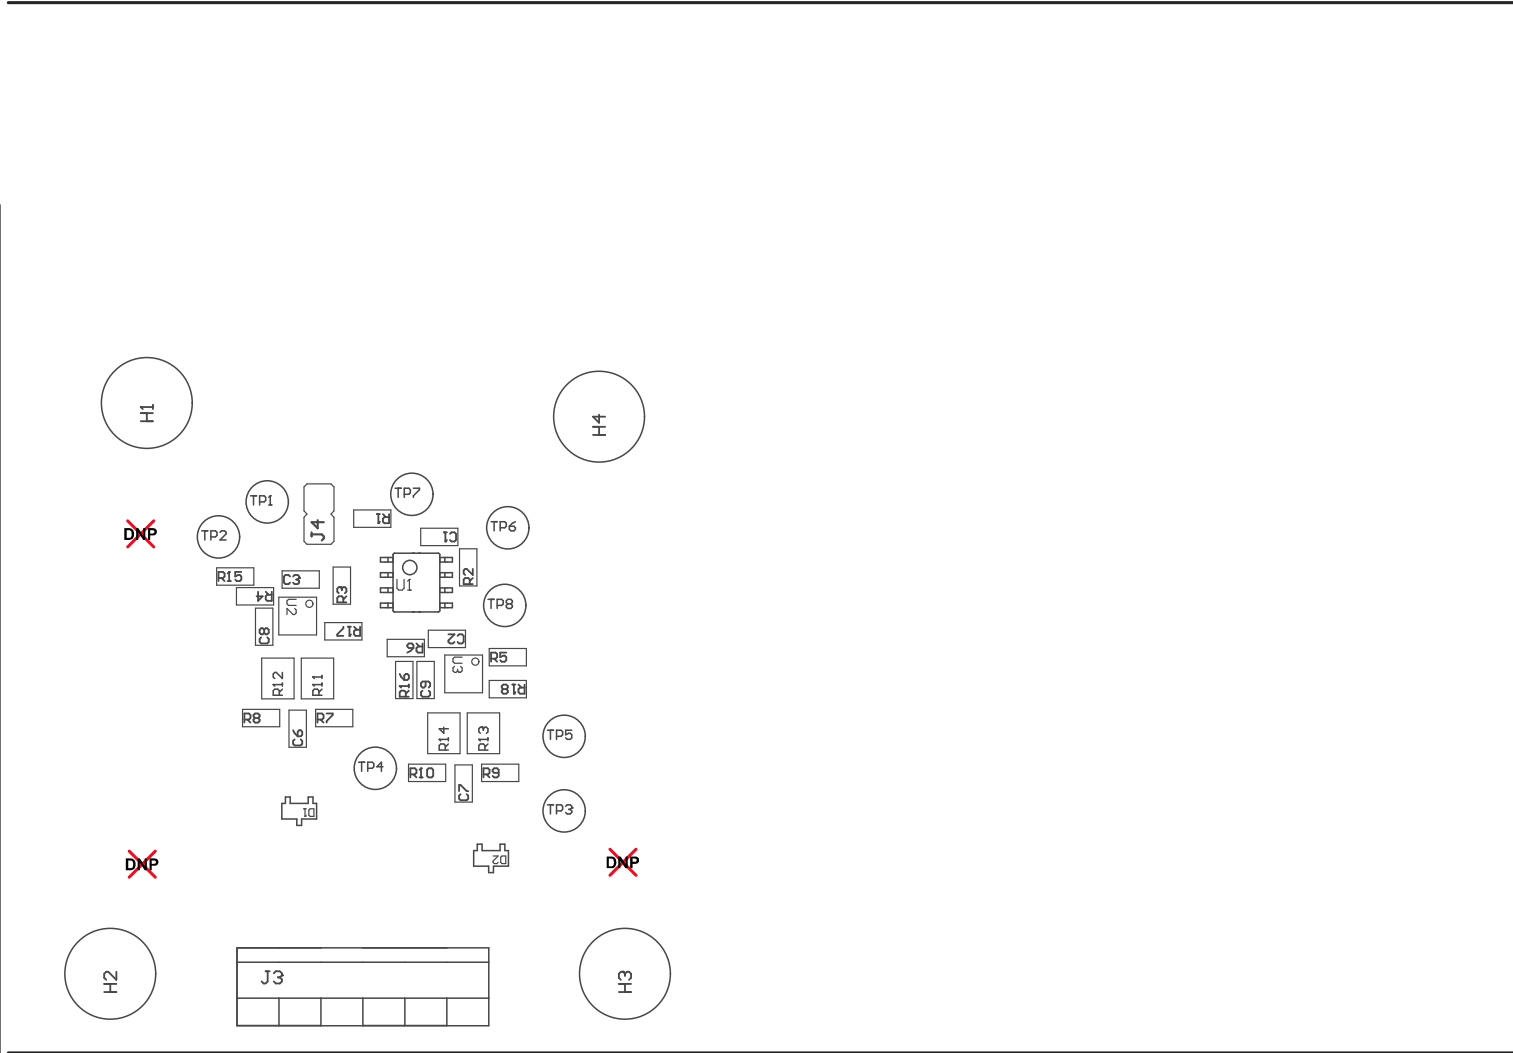 H1
H4
TP1
TP7
J4
R1
TP6
DNP
TP2
C1
R15
C3
R3
U1
R2
R4
U2
TP8
C8
R17
C2
R6
U3
R5
R12
R11
R16
C9
R18
R8
R7
C6
R14
R13
TP5
TP4
R10
R9
C7
D1
TP3
D2
DNP
DNP
H2
J3
H3